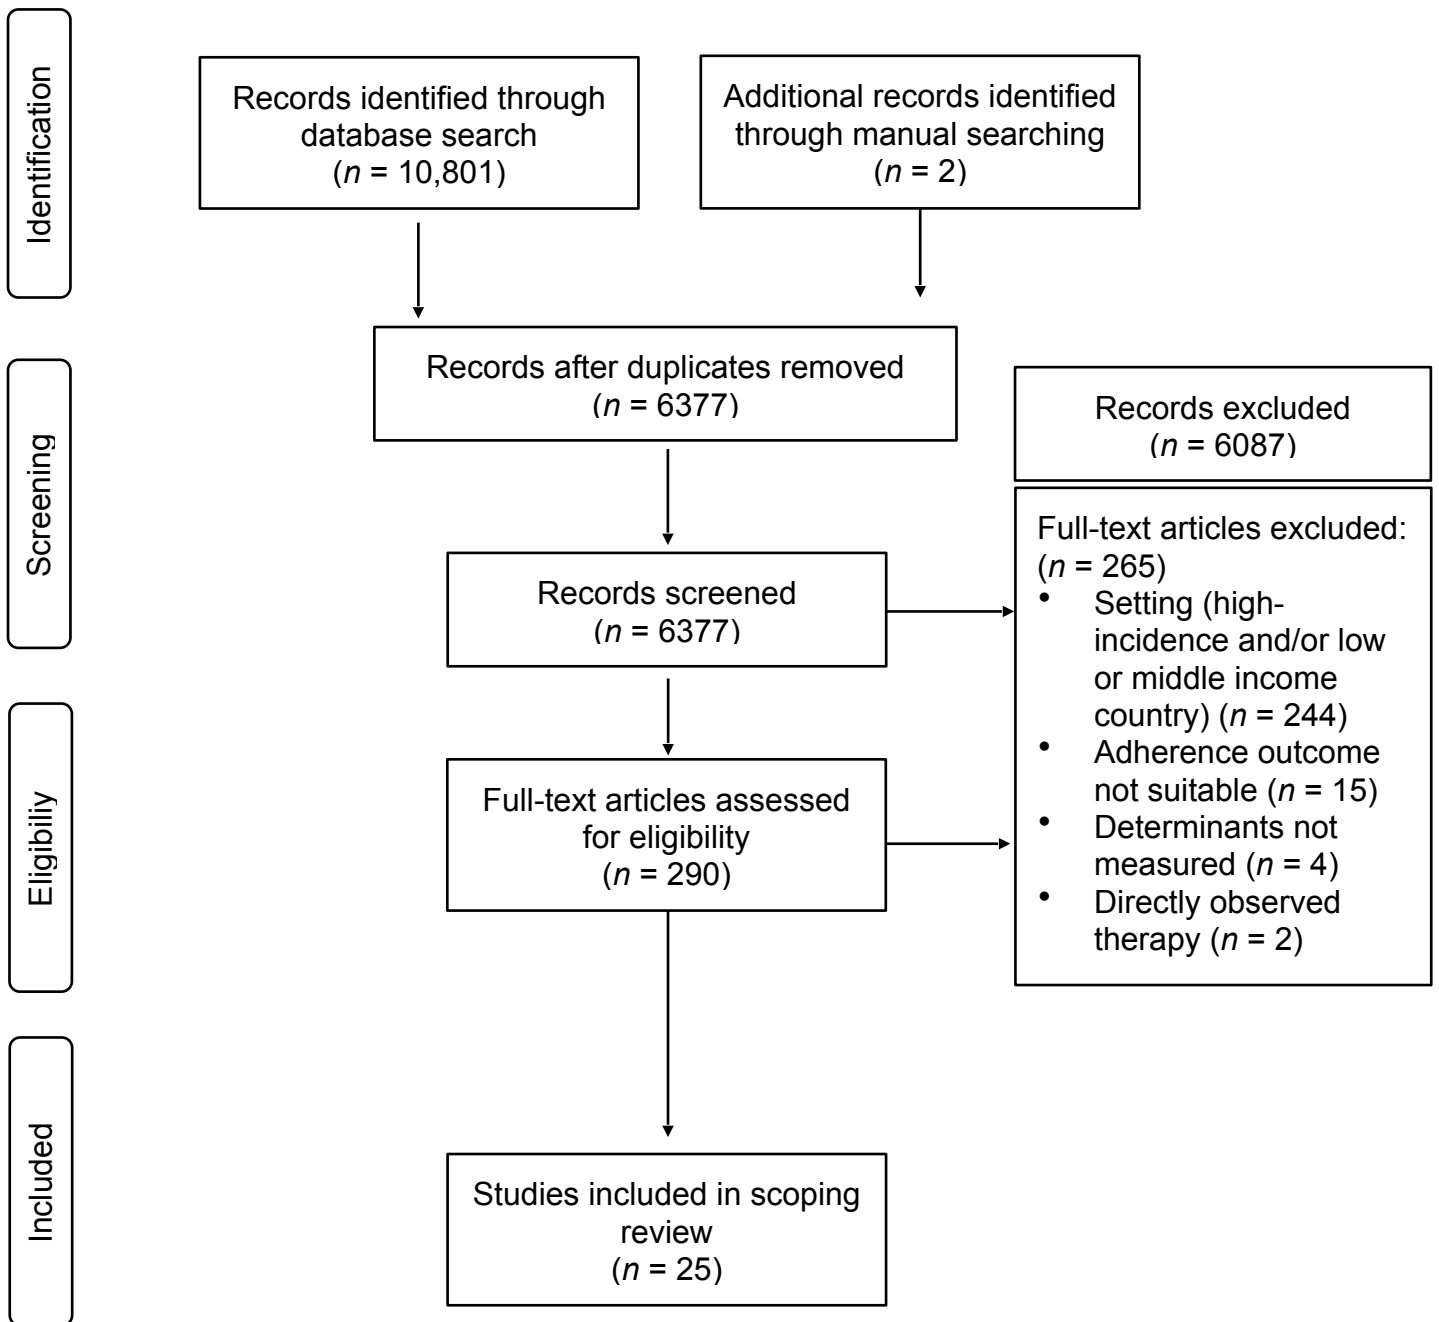 Identification
Records identified through
database search
(n = 10,801)
Additional records identified
through manual searching
(n = 2)
Screening
Records after duplicates removed
(n = 6377)
Records excluded
(n = 6087)
Records screened
(n = 6377)
Full-text articles excluded:
(n = 265)
• Setting (high-
incidence and/or low
or middle income
country) (n = 244)
• Adherence outcome
not suitable (n = 15)
• Determinants not
measured (n = 4)
• Directly observed
therapy (n = 2)
Eligibiliy
Full-text articles assessed
for eligibility
(n = 290)
Included
Studies included in scoping
review
(n = 25)